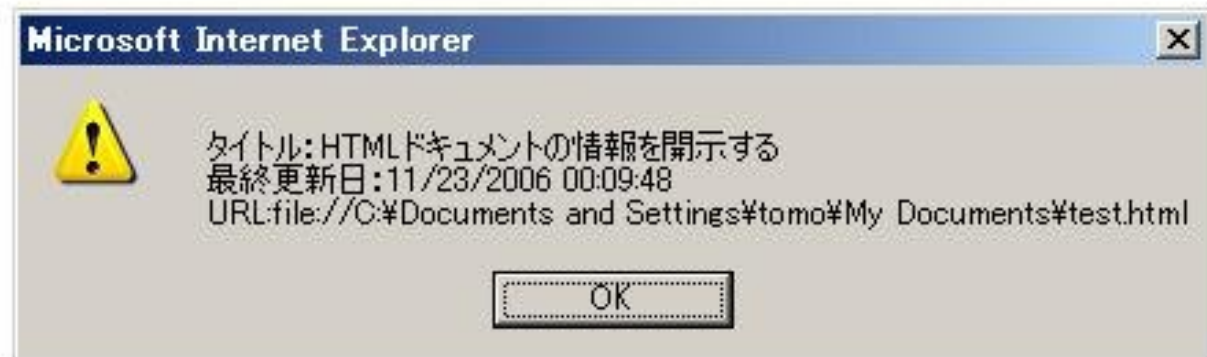 Microsoft Internet Explorer
タイトル:HTMLドキュメントの情報を開示する
最終更新日:11/23/2006 00:09:48
URL:file://C:¥Documents and Settings¥tomo¥My Documents¥test.html
OK